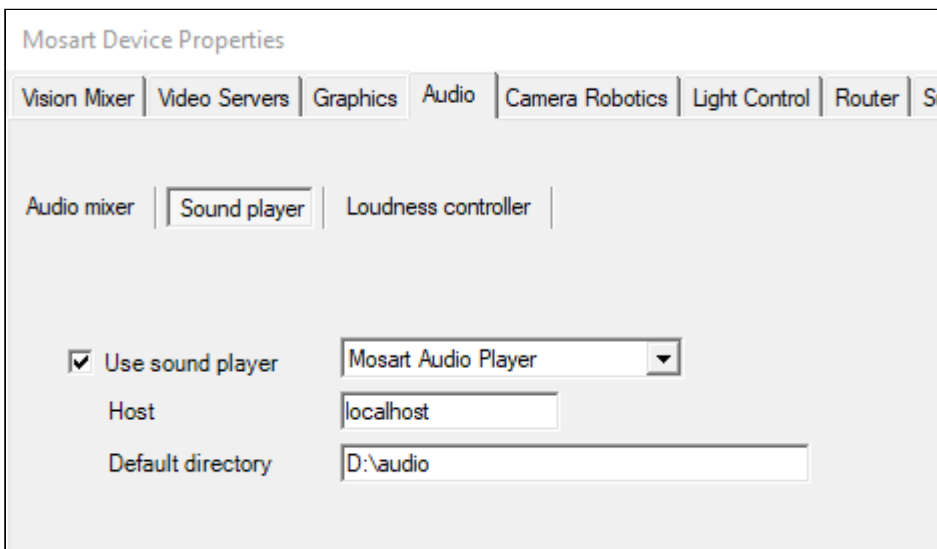 Mosart Device Properties
Vision Mixer Video Servers Graphics Audio Camera Robotics Light Control Router
Audio mixer Sound player Loudness controller
Use sound player Mosart Audio Player
Host localhost
Default directory D:\audio